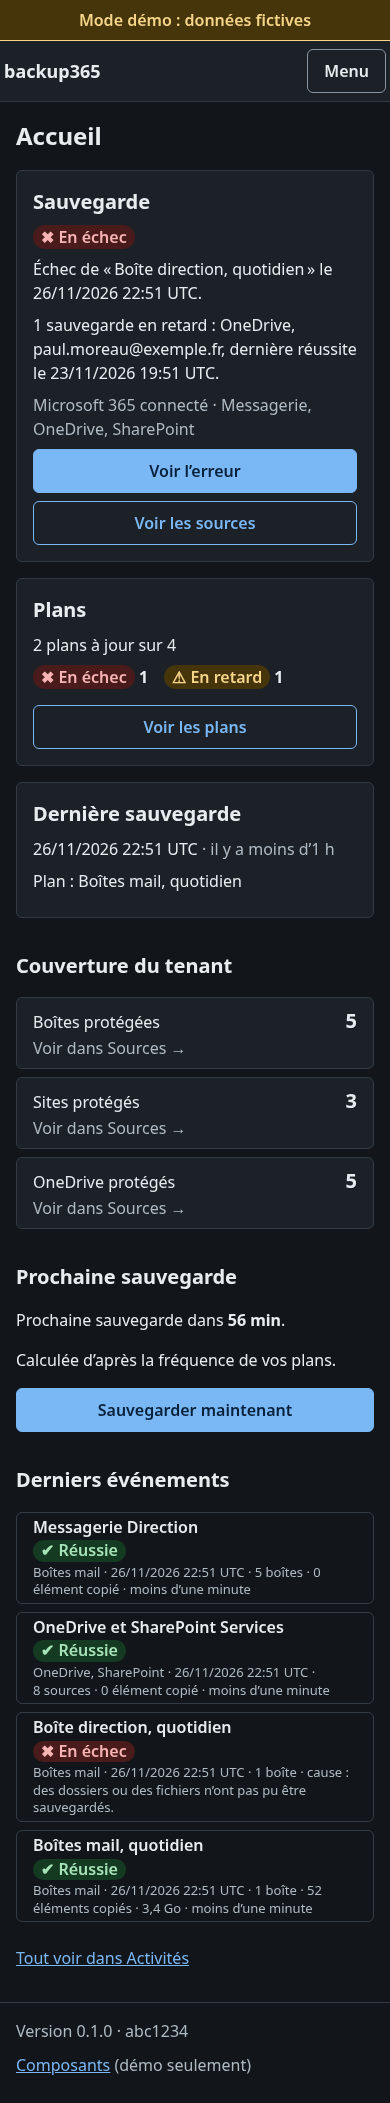 Mode démo : données fictives
backup365
Menu
Accueil
Sauvegarde
✖ En échec
Échec de « Boîte direction, quotidien » le
26/11/2026 22:51 UTC.
1 sauvegarde en retard : OneDrive,
paul.moreau@exemple.fr, dernière réussite
le 23/11/2026 19:51 UTC.
Microsoft 365 connecté · Messagerie,
OneDrive, SharePoint
Voir l’erreur
Voir les sources
Plans
2 plans à jour sur 4
✖ En échec 1 ⚠ En retard 1
Voir les plans
Dernière sauvegarde
26/11/2026 22:51 UTC · il y a moins d’1 h
Plan : Boîtes mail, quotidien
Couverture du tenant
Boîtes protégées 5
Voir dans Sources →
Sites protégés 3
Voir dans Sources →
OneDrive protégés 5
Voir dans Sources →
Prochaine sauvegarde
Prochaine sauvegarde dans 56 min.
Calculée d’après la fréquence de vos plans.
Sauvegarder maintenant
Derniers événements
Messagerie Direction
✔ Réussie
Boîtes mail · 26/11/2026 22:51 UTC · 5 boîtes · 0
élément copié · moins d’une minute
OneDrive et SharePoint Services
✔ Réussie
OneDrive, SharePoint · 26/11/2026 22:51 UTC ·
8 sources · 0 élément copié · moins d’une minute
Boîte direction, quotidien
✖ En échec
Boîtes mail · 26/11/2026 22:51 UTC · 1 boîte · cause :
des dossiers ou des fichiers n’ont pas pu être
sauvegardés.
Boîtes mail, quotidien
✔ Réussie
Boîtes mail · 26/11/2026 22:51 UTC · 1 boîte · 52
éléments copiés · 3,4 Go · moins d’une minute
Tout voir dans Activités
Version 0.1.0 · abc1234
Composants (démo seulement)